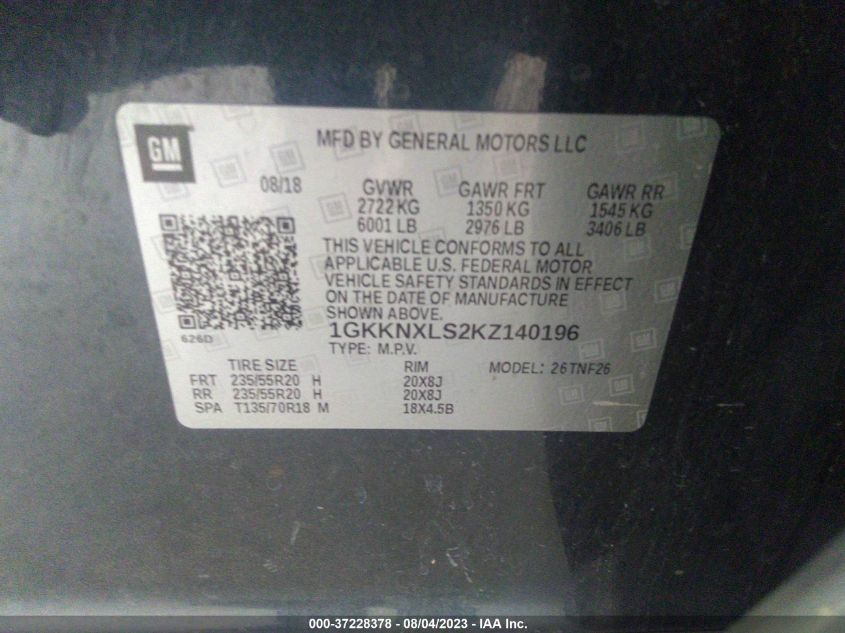 GM
MFD BY GENERAL MOTORS LLC
08/18 GVWR GAWR FRT GAWR RR
2722 KG 1350 KG 1545 KG
6001 LB 2976 LB 3406 LB
THIS VEHICLE CONFORMS TO ALL
APPLICABLE U.S. FEDERAL MOTOR
VEHICLE SAFETY STANDARDS IN EFFECT
ON THE DATE OF MANUFACTURE
SHOWN ABOVE.
626D
1GKKNXLS2KZ140196
TYPE: M.P.V.
TIRE SIZE RIM MODEL: 26TNF26
FRT 235/55R20 H 20X8J
RR 235/55R20 H 20X8J
SPA T135/70R18 M 18X4.5B
000-37228378 - 08/04/2023 - IAA Inc.